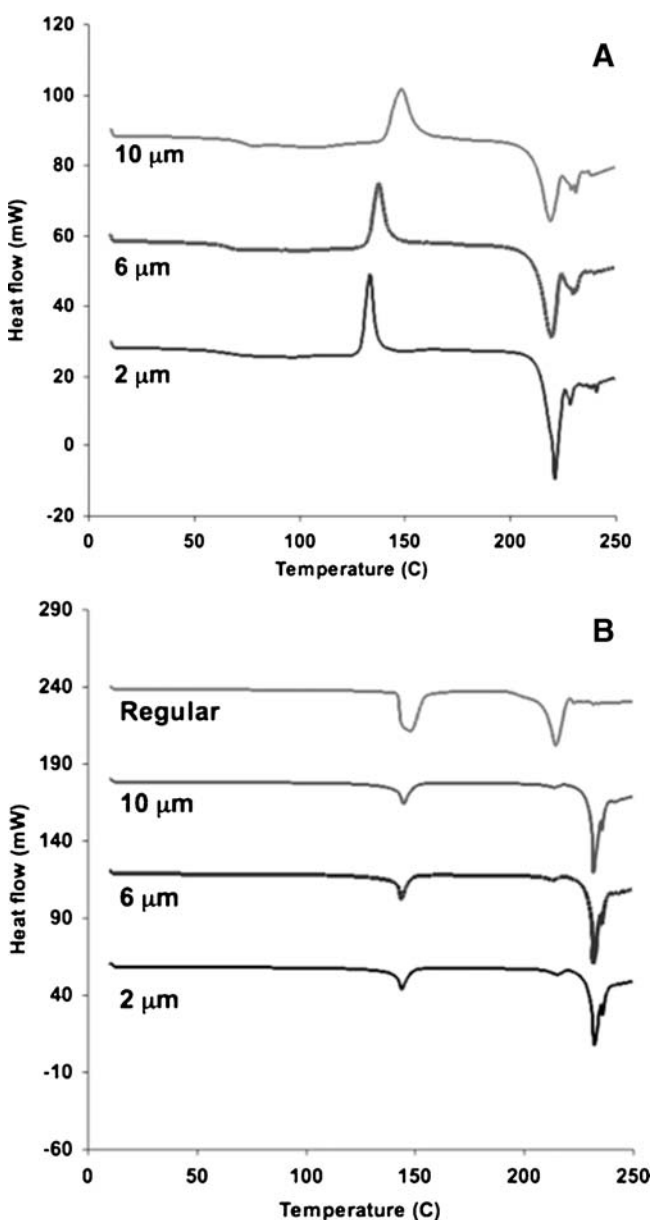 A
120
100
80
60
40
20
0
-20
Heat flow (mW)
10 μm
6 μm
2 μm
0 50 100 150 200 250
Temperature (C)
B
290
240
190
140
90
40
-10
-60
Heat flow (mW)
Regular
10 μm
6 μm
2 μm
0 50 100 150 200 250
Temperature (C)